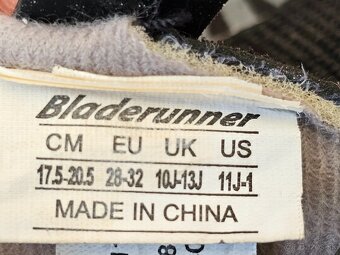 Bladerunner
CM EU UK US
17.5-20.5 28-32 10J-13J 11J-1
MADE IN CHINA